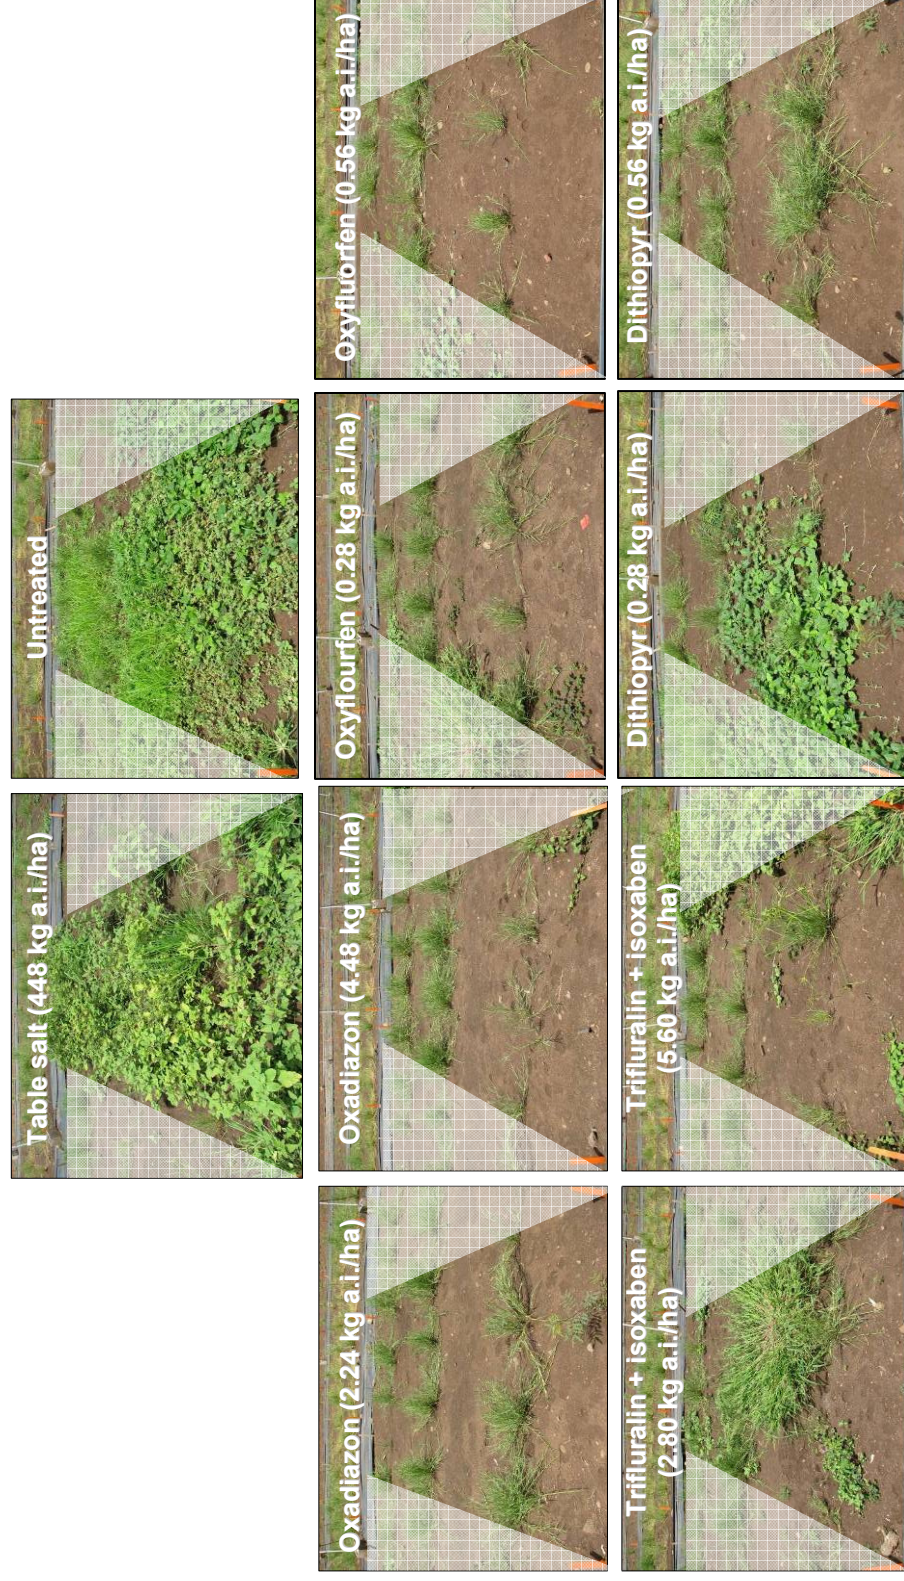 Table salt (448 kg a.i./ha)
Untreated
Oxadiazon (2.24 kg a.i./ha)
Oxadiazon (4.48 kg a.i./ha)
Oxyflourfen (0.28 kg a.i./ha)
Oxyfluorfen (0.56 kg a.i./ha)
Trifluralin + isoxaben
(2.80 kg a.i./ha)
Trifluralin + isoxaben
(5.60 kg a.i./ha)
Dithiopyr (0.28 kg a.i./ha)
Dithiopyr (0.56 kg a.i./ha)